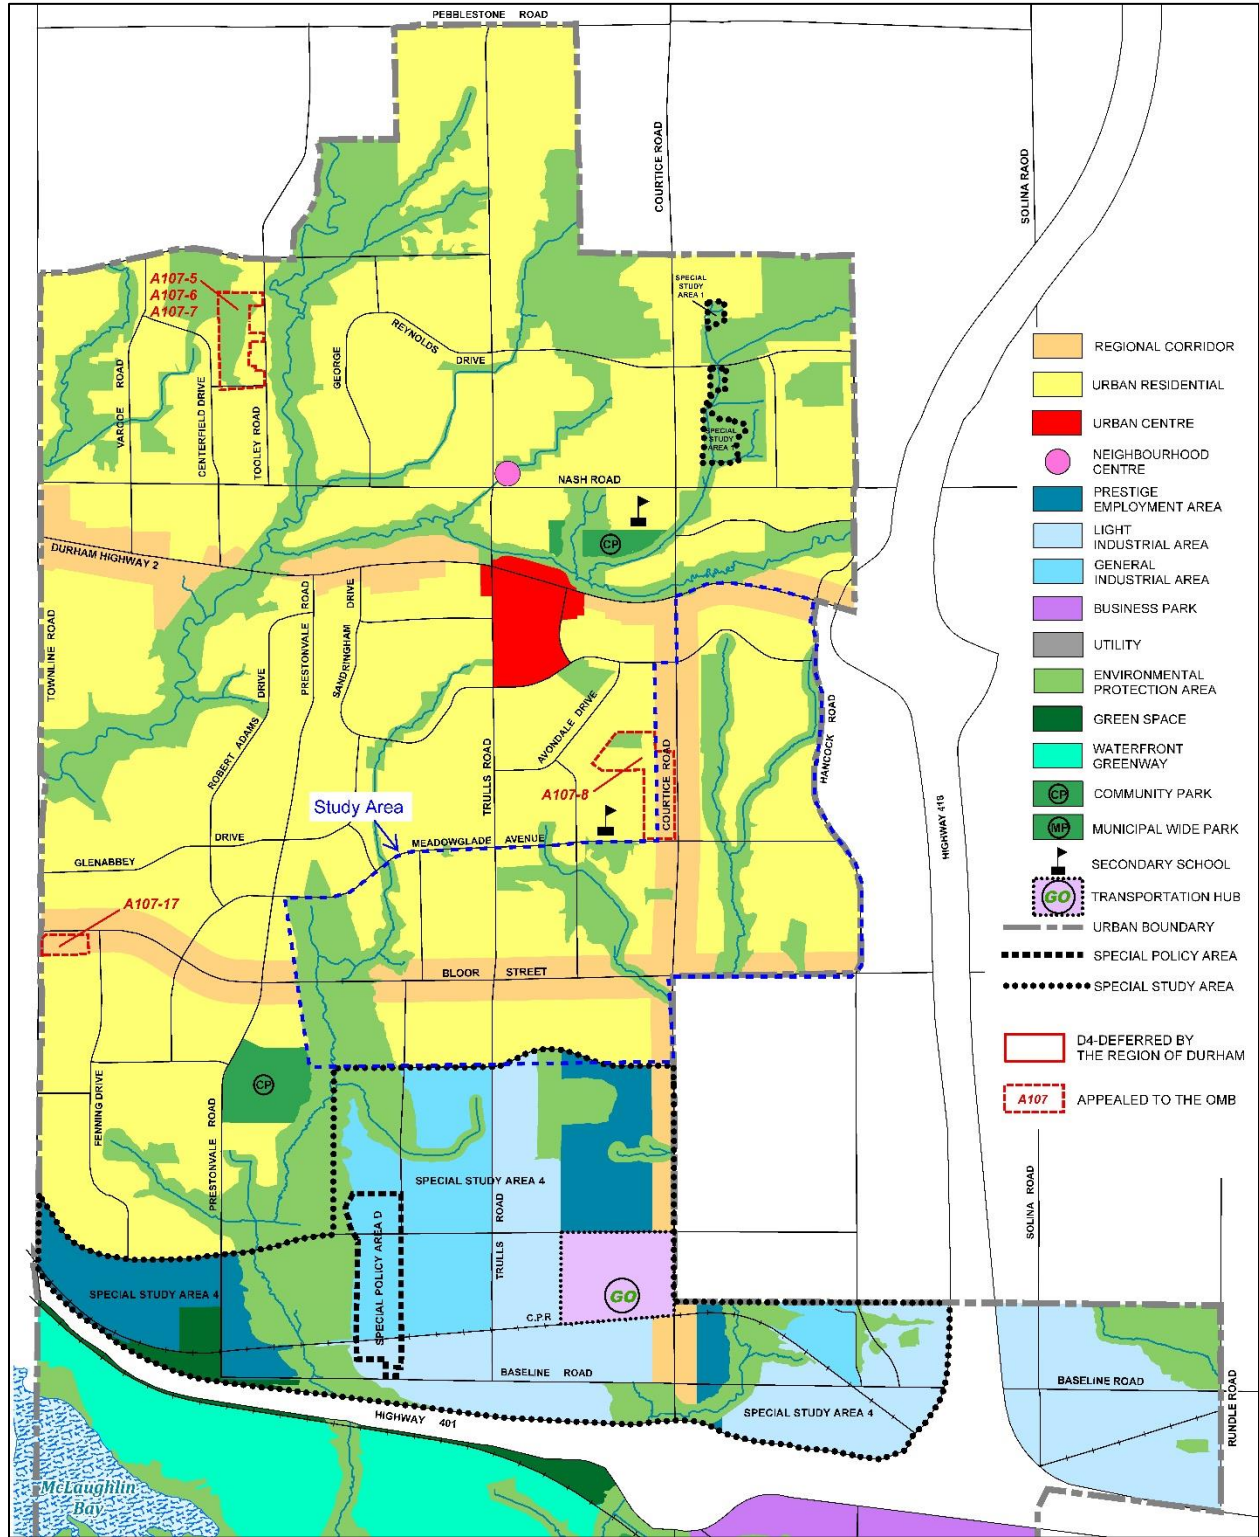 PEBBLESTONE ROAD
COURTICE ROAD
SOLINA RAOD
A107-5
A107-6
A107-7
SPECIAL
STUDY
AREA 1
VAROE ROAD
CENTERFIELD DRIVE
TOOLEY ROAD
GEORGE
REYNOLDS
DRIVE
SPECIAL
STUDY
AREA
NASH ROAD
CP
DURHAM HIGHWAY 2
TOWNLINE ROAD
PRESTONVALE ROAD
SANDRINGHAM DRIVE
ROBERT ADAMS DRIVE
TRULLS ROAD
AVONDALE DRIVE
COURTICE ROAD
HANCOCK ROAD
HIGHWAY 418
A107-8
Study Area
MEADOWGLADE AVENUE
GLENABBEY DRIVE
A107-17
BLOOR STREET
CP
FENNING DRIVE
PRESTONVALE ROAD
SPECIAL STUDY AREA 4
TRULLS ROAD
SPECIAL POLICY AREA D
SPECIAL STUDY AREA 4
GO
C.P.R
BASELINE ROAD
HIGHWAY 401
SPECIAL STUDY AREA 4
BASELINE ROAD
SOLINA ROAD
RUNDLE ROAD
McLaughlin
Bay
REGIONAL CORRIDOR
URBAN RESIDENTIAL
URBAN CENTRE
NEIGHBOURHOOD
CENTRE
PRESTIGE
EMPLOYMENT AREA
LIGHT
INDUSTRIAL AREA
GENERAL
INDUSTRIAL AREA
BUSINESS PARK
UTILITY
ENVIRONMENTAL
PROTECTION AREA
GREEN SPACE
WATERFRONT
GREENWAY
CP COMMUNITY PARK
MP MUNICIPAL WIDE PARK
SECONDARY SCHOOL
GO TRANSPORTATION HUB
URBAN BOUNDARY
SPECIAL POLICY AREA
SPECIAL STUDY AREA
D4-DEFERRED BY
THE REGION OF DURHAM
A107 APPEALED TO THE OMB